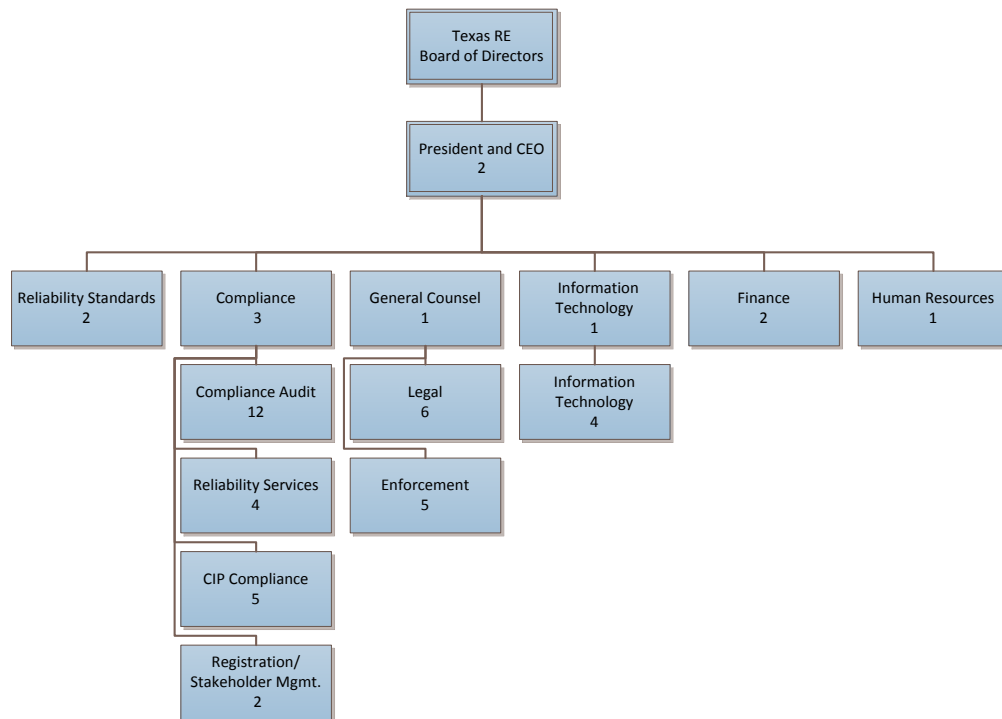 Texas RE
Board of Directors
President and CEO
2
Reliability Standards
2
Compliance
3
General Counsel
1
Information
Technology
1
Finance
2
Human Resources
1
Compliance Audit
12
Legal
6
Information
Technology
4
Reliability Services
4
Enforcement
5
CIP Compliance
5
Registration/
Stakeholder Mgmt.
2